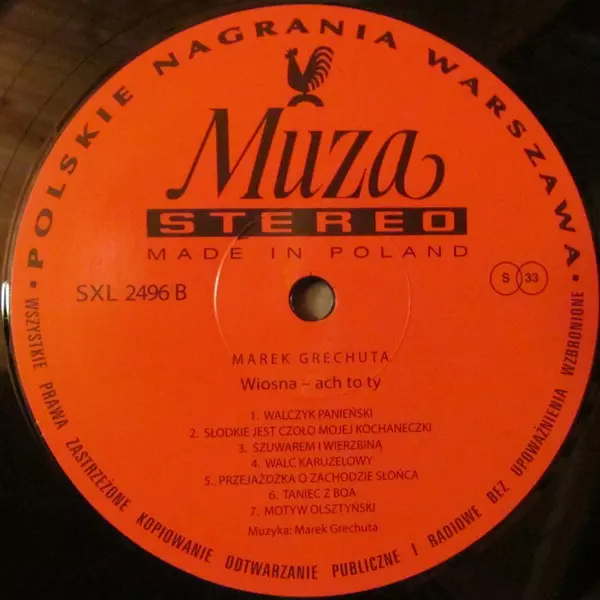 POLSKIE NAGRANIA WARSZAWA
Muza
STEREO
MADE IN POLAND
SXL 2496 B
S 33
MAREK GRECHUTA
Wiosna – ach to ty
1. WALCZYK PANIEŃSKI
2. SŁODKIE JEST CZOŁO MOJEJ KOCHANECZKI
3. SZUWAREM I WIERZBINĄ
4. WALC KARUZELOWY
5. PRZEJAŻDŻKA O ZACHODZIE SŁOŃCA
6. TANIEC Z BOA
7. MOTYW OLSZTYŃSKI
Muzyka: Marek Grechuta
• WSZYSTKIE PRAWA ZASTRZEŻONE KOPIOWANIE ODTWARZANIE PUBLICZNE I RADIOWE BEZ UPOWAŻNIENIA WZBRONIONE •